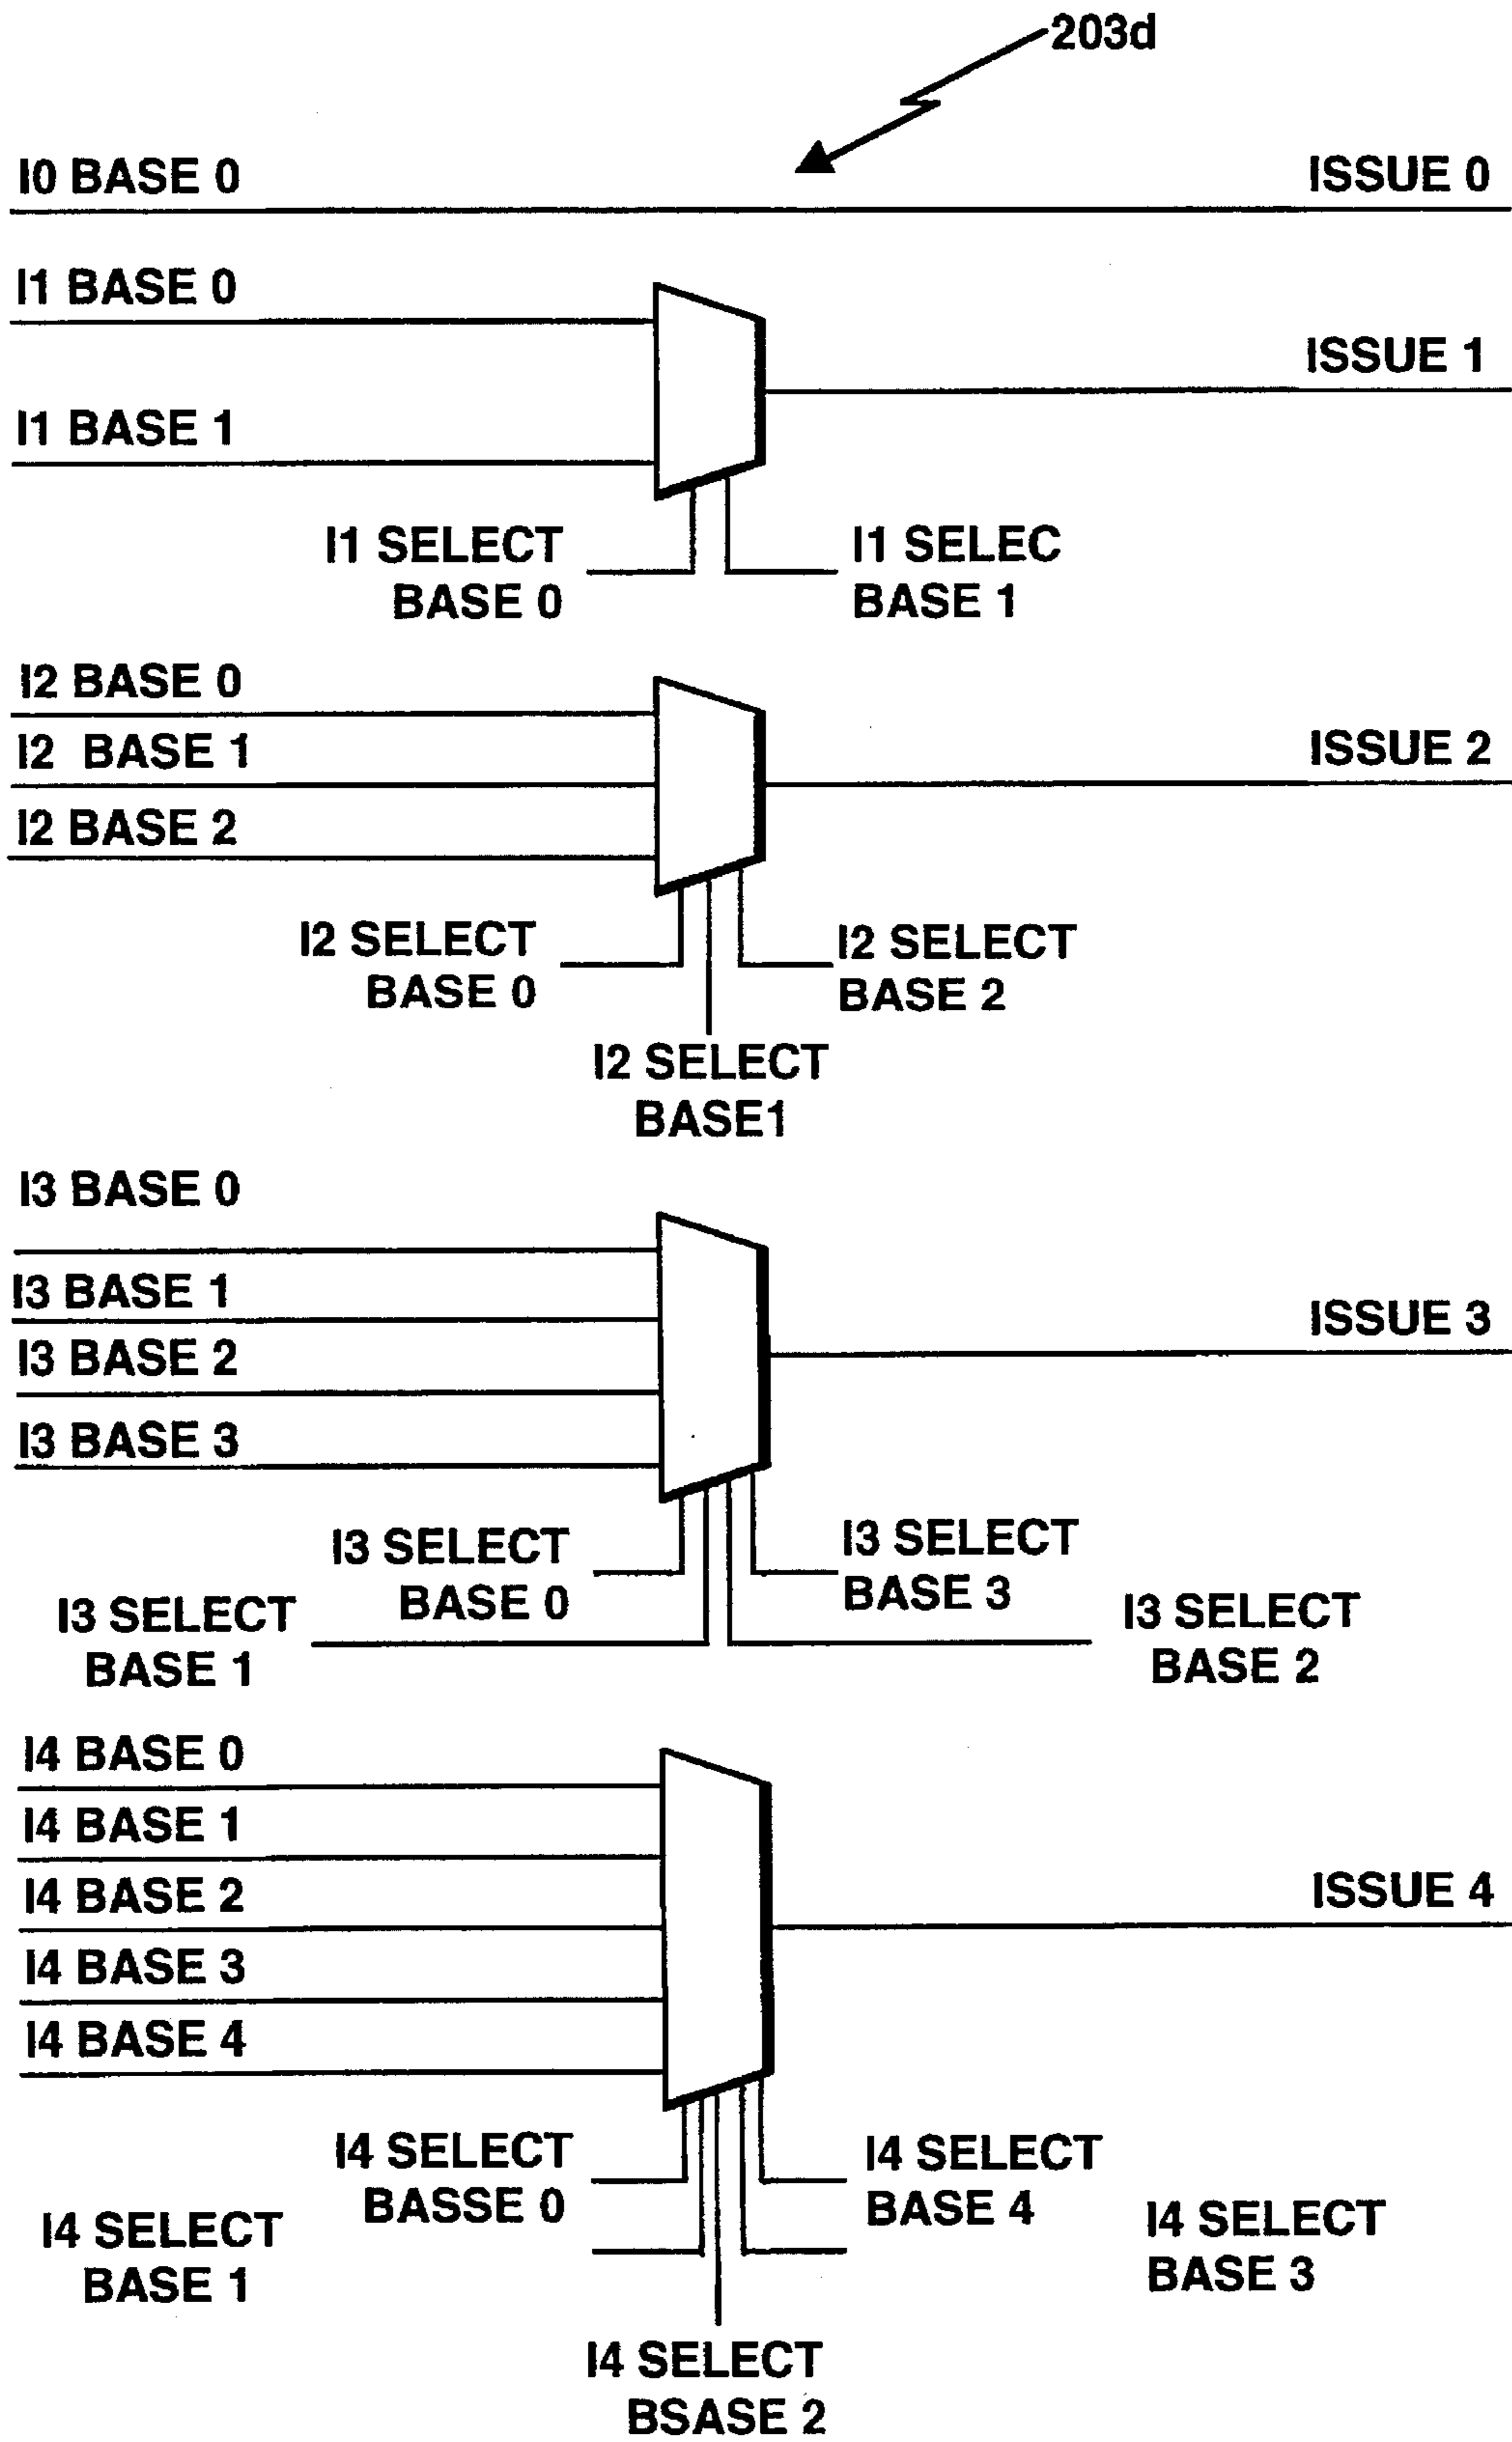 203d
I0 BASE 0
ISSUE 0
I1 BASE 0
ISSUE 1
I1 BASE 1
I1 SELECT
BASE 0
I1 SELEC
BASE 1
I2 BASE 0
I2 BASE 1
ISSUE 2
I2 BASE 2
I2 SELECT
BASE 0
I2 SELECT
BASE 2
I2 SELECT
BASE1
I3 BASE 0
I3 BASE 1
ISSUE 3
I3 BASE 2
I3 BASE 3
I3 SELECT
BASE 0
I3 SELECT
BASE 3
I3 SELECT
BASE 1
I3 SELECT
BASE 2
I4 BASE 0
I4 BASE 1
I4 BASE 2
ISSUE 4
I4 BASE 3
I4 BASE 4
I4 SELECT
BASSE 0
I4 SELECT
BASE 4
I4 SELECT
BASE 1
I4 SELECT
BASE 3
I4 SELECT
BSASE 2